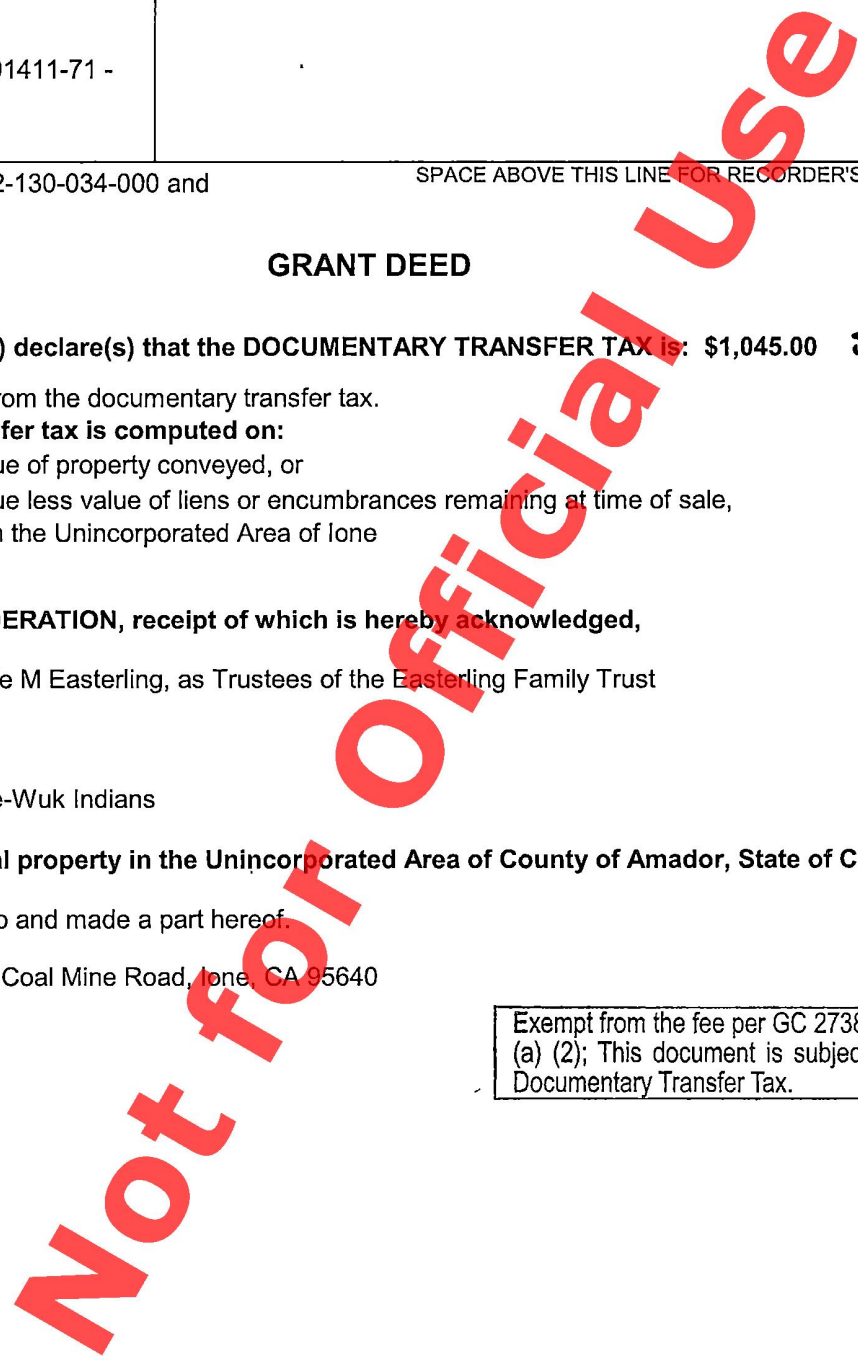 01411-71 -
2-130-034-000 and
SPACE ABOVE THIS LINE FOR RECORDER'S
GRANT DEED
) declare(s) that the DOCUMENTARY TRANSFER TAX is: $1,045.00
rom the documentary transfer tax.
fer tax is computed on:
ue of property conveyed, or
ue less value of liens or encumbrances remaining at time of sale,
n the Unincorporated Area of Ione
DERATION, receipt of which is hereby acknowledged,
e M Easterling, as Trustees of the Easterling Family Trust
e-Wuk Indians
al property in the Unincorporated Area of County of Amador, State of C
o and made a part hereof.
Coal Mine Road, Ione, CA 95640
Exempt from the fee per GC 2738
(a) (2); This document is subjec
Documentary Transfer Tax.
Not for Official Use